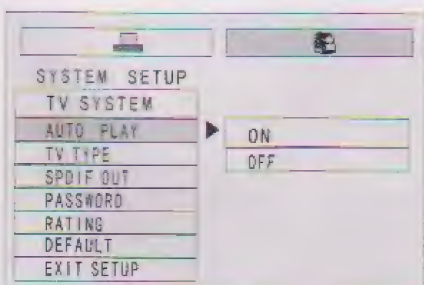 SYSTEM SETUP
TV SYSTEM
AUTO PLAY
TV TYPE
SPDIF OUT
PASSWORD
RATING
DEFAULT
EXIT SETUP
ON
OFF